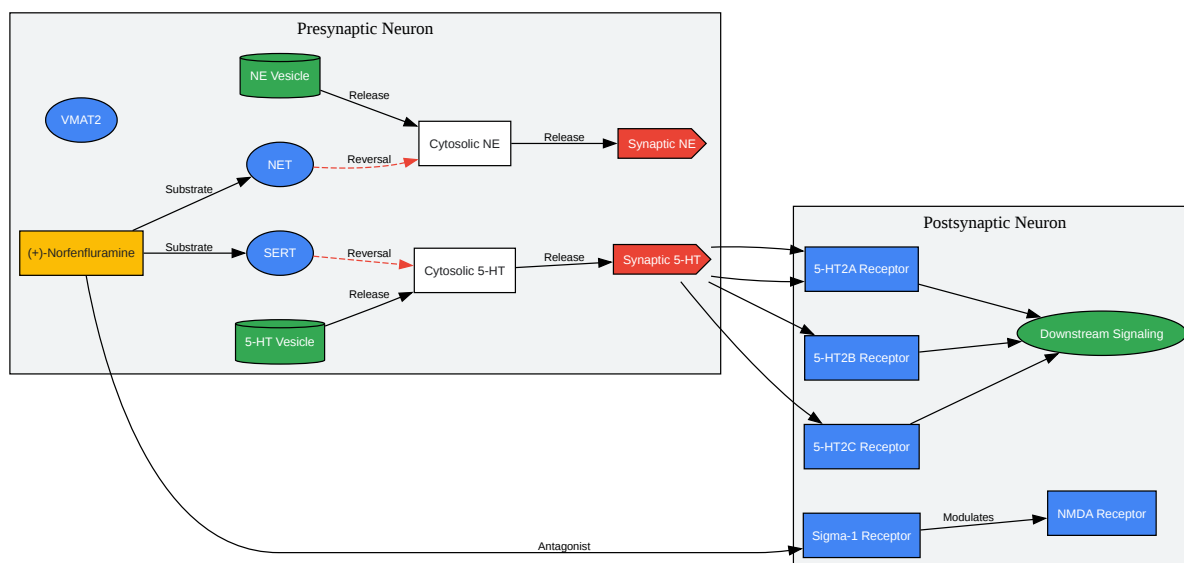 Presynaptic Neuron
NE Vesicle
Release
VMAT2
Cytosolic NE
Release
Synaptic NE
NET
Reversal
Substrate
(+)-Norfenfluramine
Substrate
SERT
Reversal
Cytosolic 5-HT
Release
Synaptic 5-HT
Release
5-HT Vesicle
Postsynaptic Neuron
5-HT2A Receptor
Downstream Signaling
5-HT2B Receptor
5-HT2C Receptor
Antagonist
Sigma-1 Receptor
Modulates
NMDA Receptor